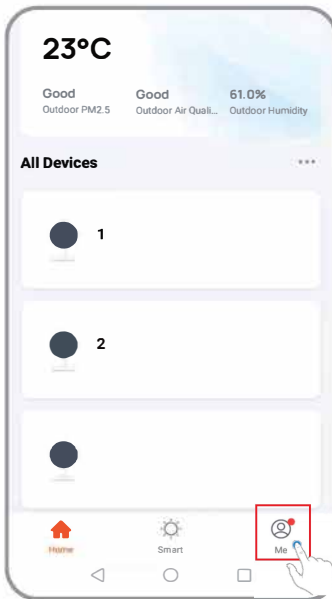 23°C
Good Good 61.0%
Outdoor PM2.5 Outdoor Air Quali... Outdoor Humidity
All Devices
1
2
Home Smart Me